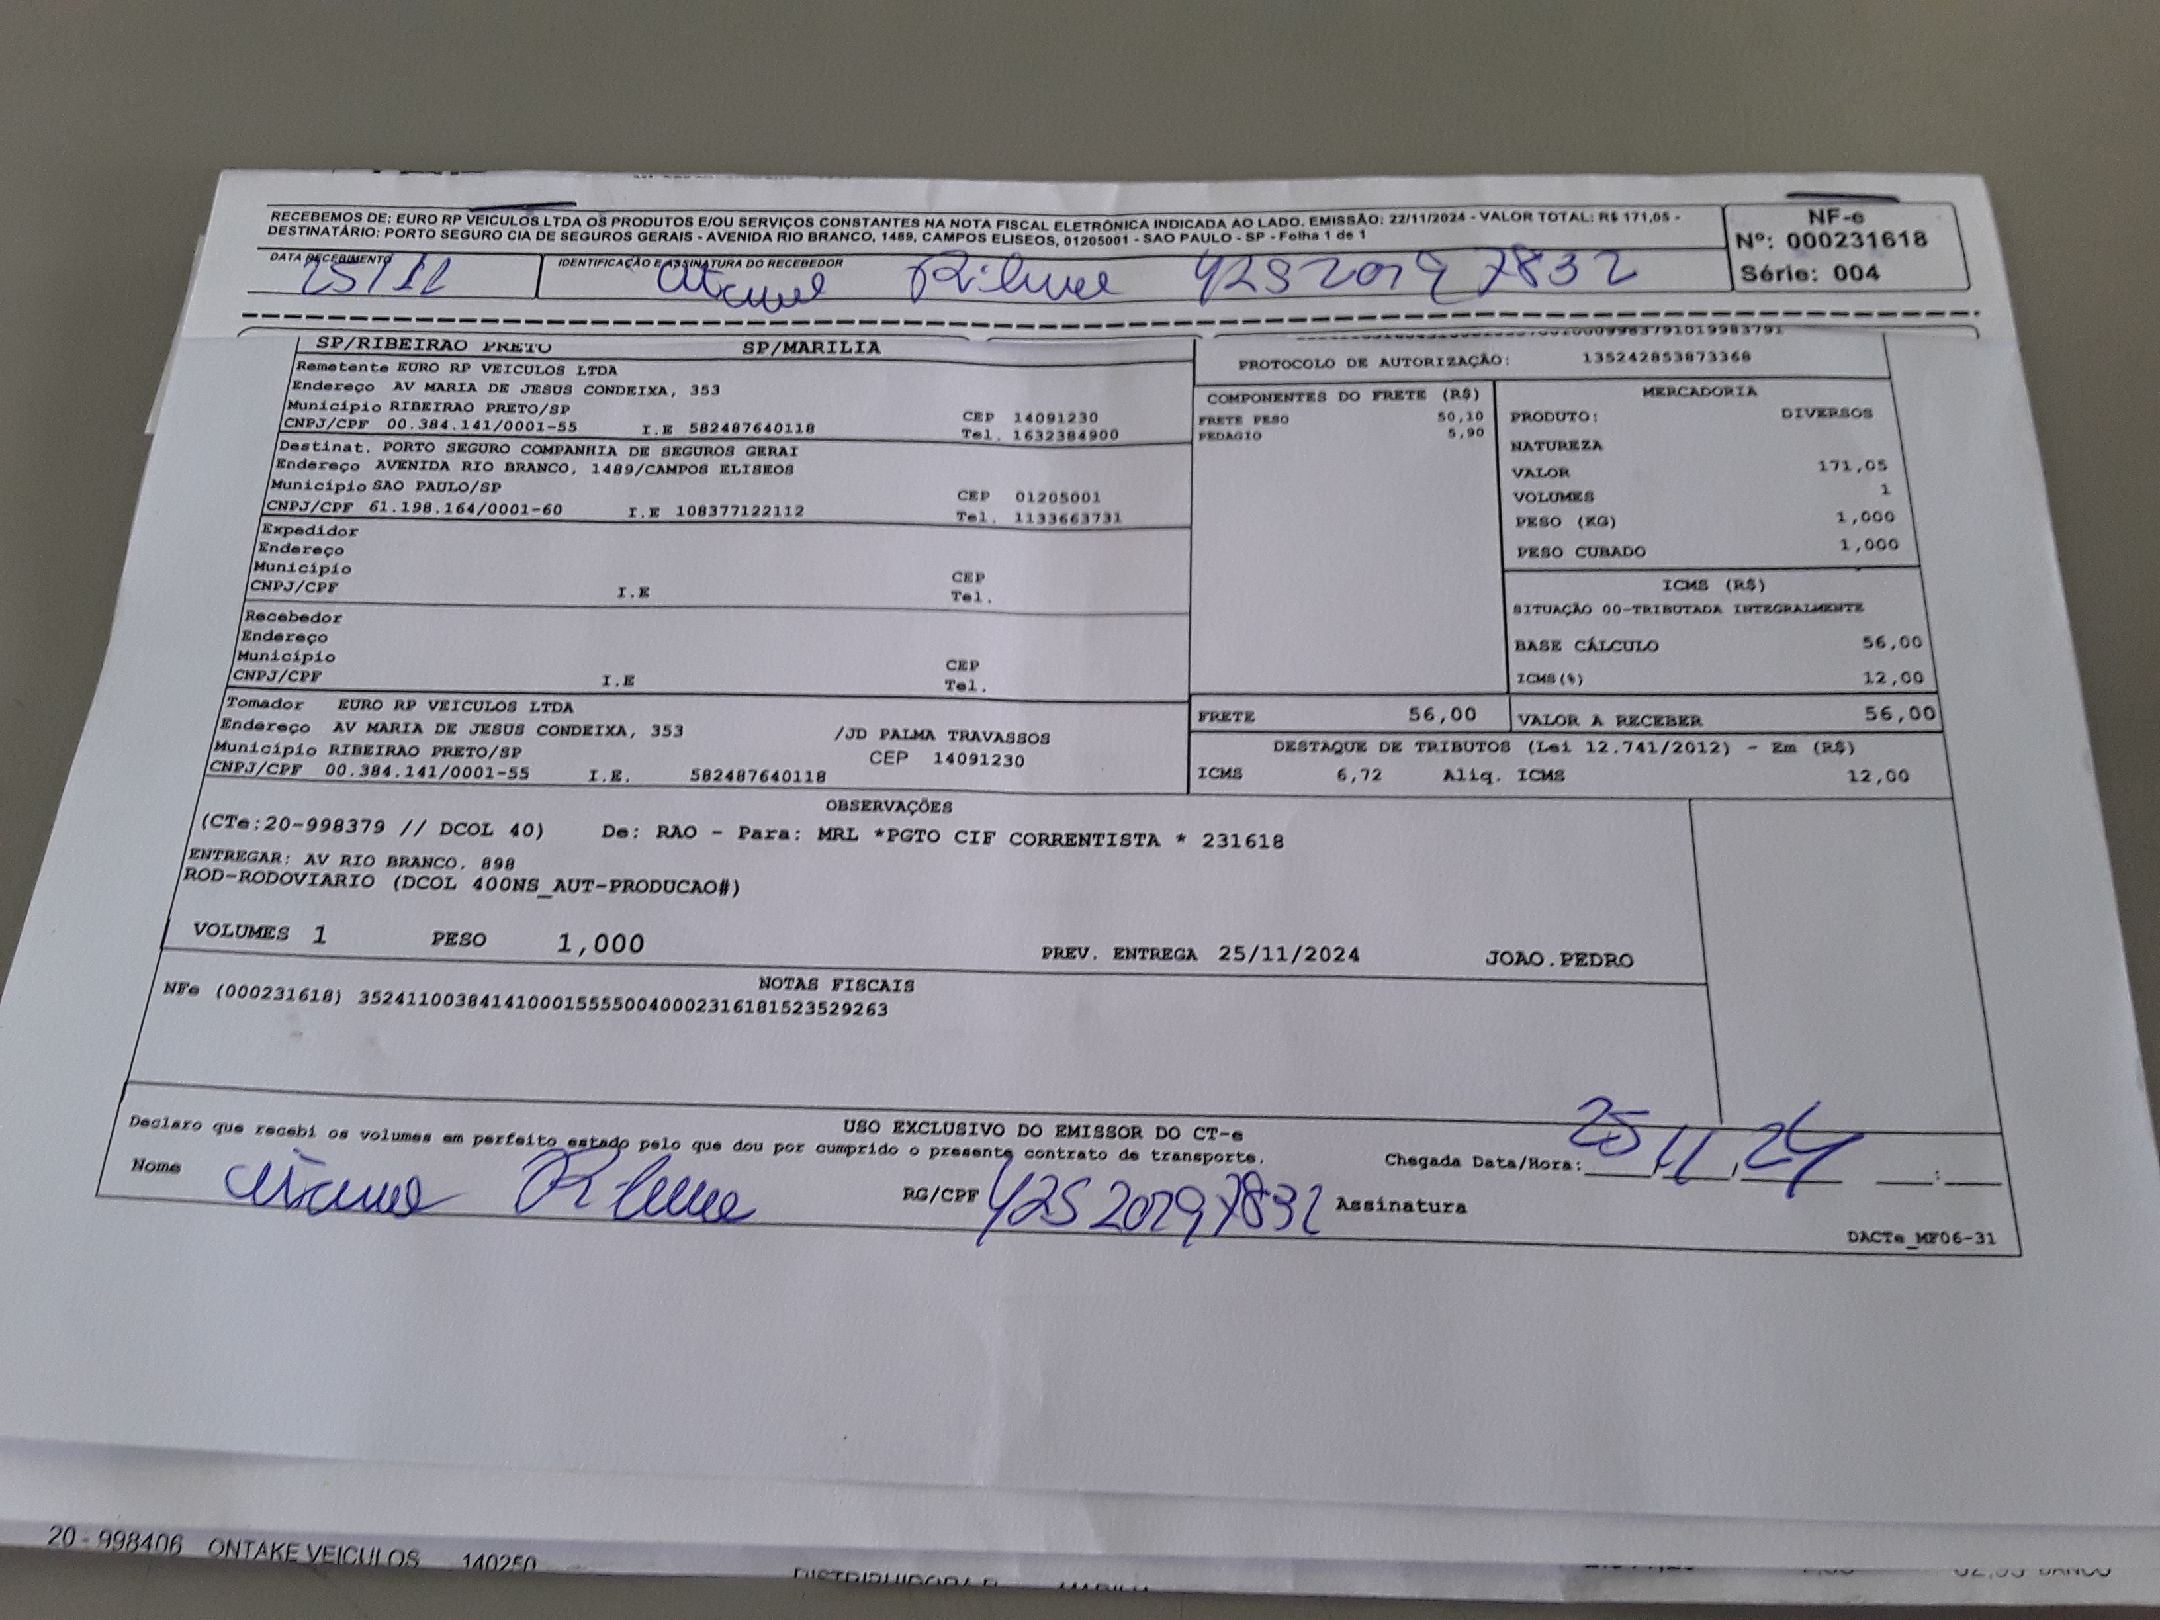 RECEBEMOS DE: EURO RP VEICULOS LTDA OS PRODUTOS E/OU SERVIÇOS CONSTANTES NA NOTA FISCAL ELETRÔNICA INDICADA AO LADO. EMISSÃO: 22/11/2024 - VALOR TOTAL: R$ 171,05 -
DESTINATÁRIO: PORTO SEGURO CIA DE SEGUROS GERAIS - AVENIDA RIO BRANCO, 1489, CAMPOS ELISEOS, 01205001 - SAO PAULO - SP - Folha 1 de 1
NF-e
Nº: 000231618
Série: 004
DATA RECEBIMENTO
25/11
IDENTIFICAÇÃO E ASSINATURA DO RECEBEDOR
42520797832
SP/RIBEIRAO PRETO SP/MARILIA
Remetente EURO RP VEICULOS LTDA
Endereço AV MARIA DE JESUS CONDEIXA, 353
Município RIBEIRAO PRETO/SP CEP 14091230
CNPJ/CPF 00.384.141/0001-55 I.E 582487640118 Tel. 1632384900
Destinat. PORTO SEGURO COMPANHIA DE SEGUROS GERAI
Endereço AVENIDA RIO BRANCO, 1489/CAMPOS ELISEOS
Município SAO PAULO/SP CEP 01205001
CNPJ/CPF 61.198.164/0001-60 I.E 108377122112 Tel. 1133663731
Expedidor
Endereço
Município CEP
CNPJ/CPF I.E Tel.
Recebedor
Endereço
Município CEP
CNPJ/CPF I.E Tel.
Tomador EURO RP VEICULOS LTDA
Endereço AV MARIA DE JESUS CONDEIXA, 353 /JD PALMA TRAVASSOS
Município RIBEIRAO PRETO/SP CEP 14091230
CNPJ/CPF 00.384.141/0001-55 I.E. 582487640118
PROTOCOLO DE AUTORIZAÇÃO: 135242853873368
COMPONENTES DO FRETE (R$)
FRETE PESO 50,10
PEDAGIO 5,90
MERCADORIA
PRODUTO: DIVERSOS
NATUREZA
VALOR 171,05
VOLUMES 1
PESO (KG) 1,000
PESO CUBADO 1,000
ICMS (R$)
SITUAÇÃO 00-TRIBUTADA INTEGRALMENTE
BASE CÁLCULO 56,00
ICMS(%) 12,00
FRETE 56,00 VALOR A RECEBER 56,00
DESTAQUE DE TRIBUTOS (Lei 12.741/2012) - Em (R$)
ICMS 6,72 Aliq. ICMS 12,00
OBSERVAÇÕES
(CTe:20-998379 // DCOL 40) De: RAO - Para: MRL *PGTO CIF CORRENTISTA * 231618
ENTREGAR: AV RIO BRANCO, 898
ROD-RODOVIARIO (DCOL 400NS_AUT-PRODUCAO#)
VOLUMES 1 PESO 1,000 PREV. ENTREGA 25/11/2024 JOAO.PEDRO
NOTAS FISCAIS
NFe (000231618) 35241100384141000155550040002316181523529263
USO EXCLUSIVO DO EMISSOR DO CT-e
Declaro que recebi os volumes em perfeito estado pelo que dou por cumprido o presente contrato de transporte.
Chegada Data/Hora: 25/11/24
Nome
RG/CPF 42520797832 Assinatura
DACTe_MF06-31
20 - 998406 ONTAKE VEICULOS 140250